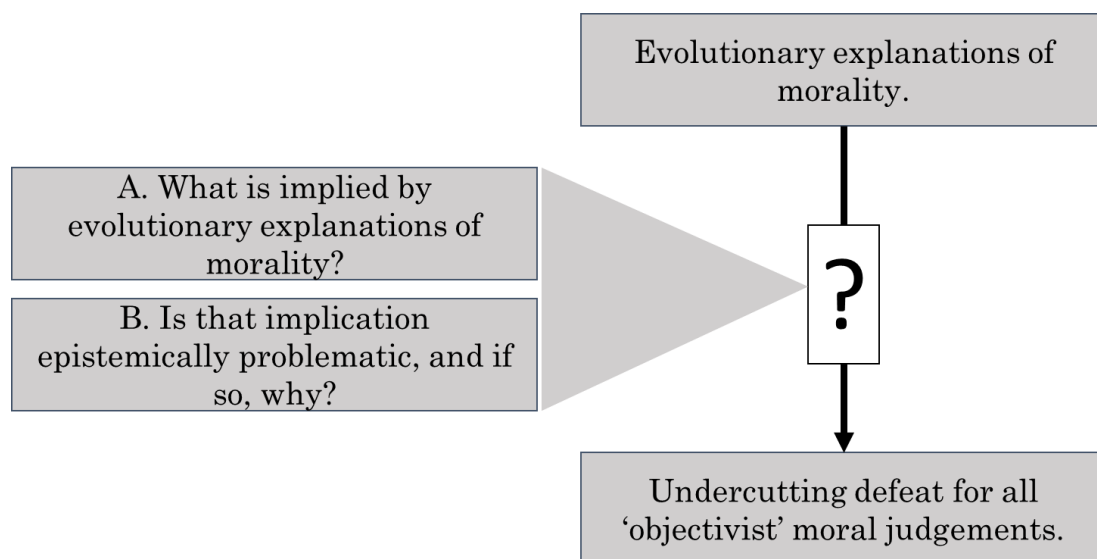 Evolutionary explanations of
morality.
A. What is implied by
evolutionary explanations of
morality?
B. Is that implication
epistemically problematic, and if
so, why?
?
Undercutting defeat for all
‘objectivist’ moral judgements.